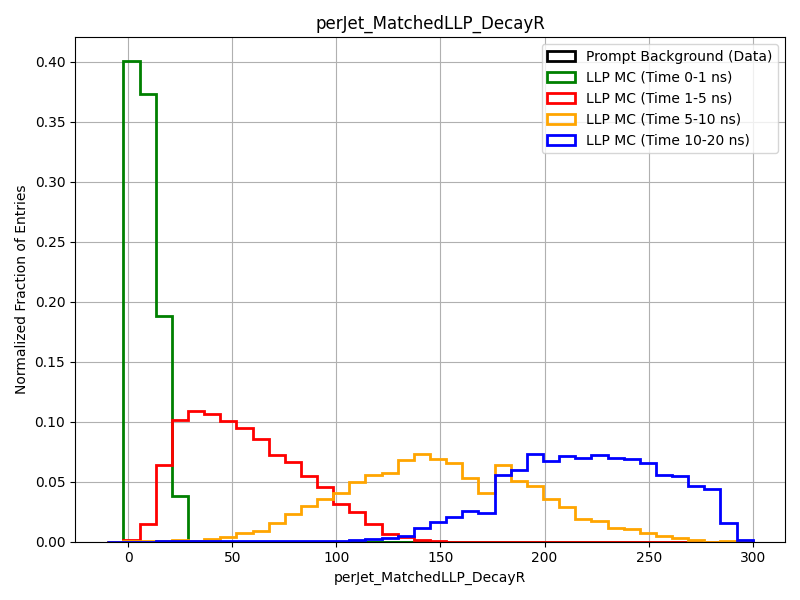 perJet_MatchedLLP_DecayR
Normalized Fraction of Entries
0.40
0.35
0.30
0.25
0.20
0.15
0.10
0.05
0.00
Prompt Background (Data)
LLP MC (Time 0-1 ns)
LLP MC (Time 1-5 ns)
LLP MC (Time 5-10 ns)
LLP MC (Time 10-20 ns)
0 50 100 150 200 250 300
perJet_MatchedLLP_DecayR